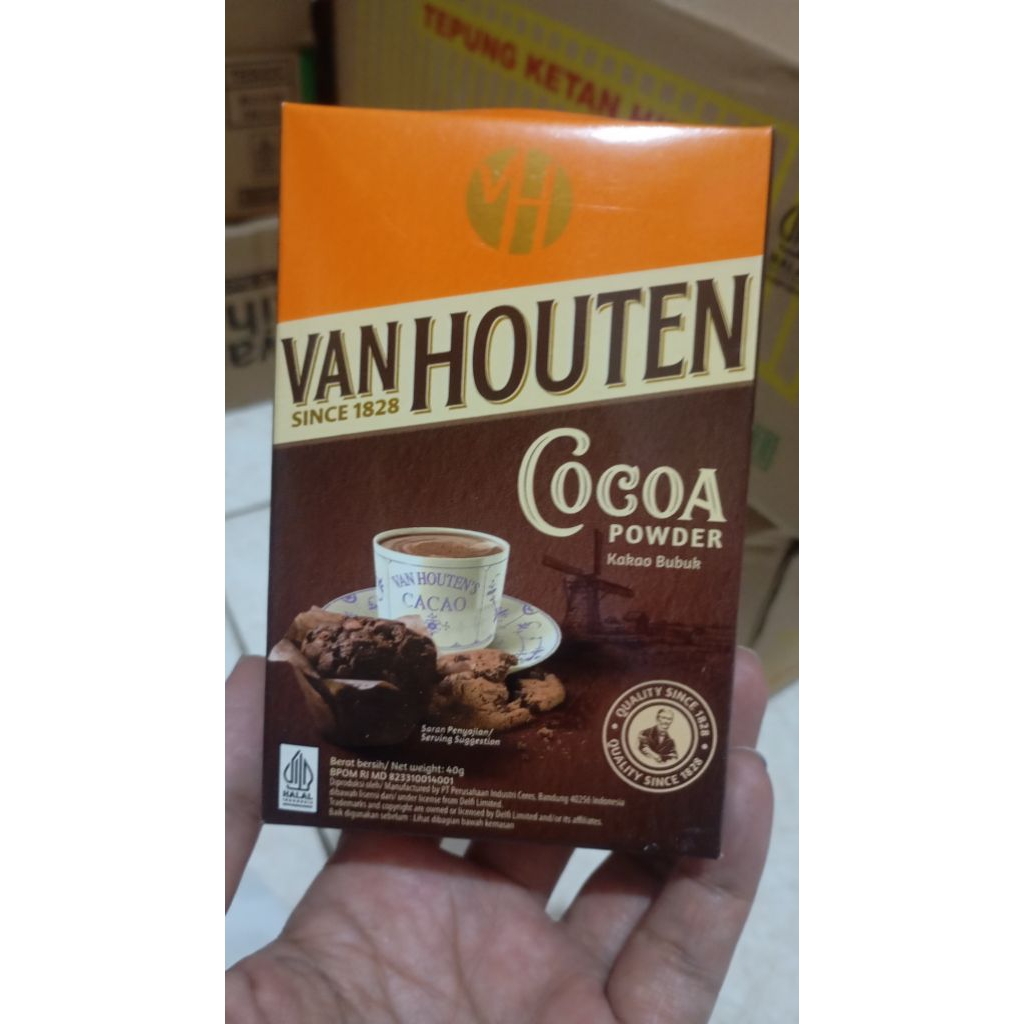 TEPUNG KETAN
VH
VAN HOUTEN
SINCE 1828
COCOA
POWDER
Kakao Bubuk
VAN HOUTEN'S
CACAO
QUALITY SINCE 1828
QUALITY SINCE 1828
Saran Penyajian/
Serving Suggestion
HALAL
INDONESIA
Berat bersih/ Net weight: 40g
BPOM RI MD 823310014001
Diproduksi oleh/ Manufactured by PT Perusahaan Industri Ceres, Bandung 40256 Indonesia
dibawah lisensi dari/ under license from Delfi Limited.
Trademarks and copyright are owned or licensed by Delfi Limited and/or its affiliates.
Baik digunakan sebelum : Lihat dibagian bawah kemasan